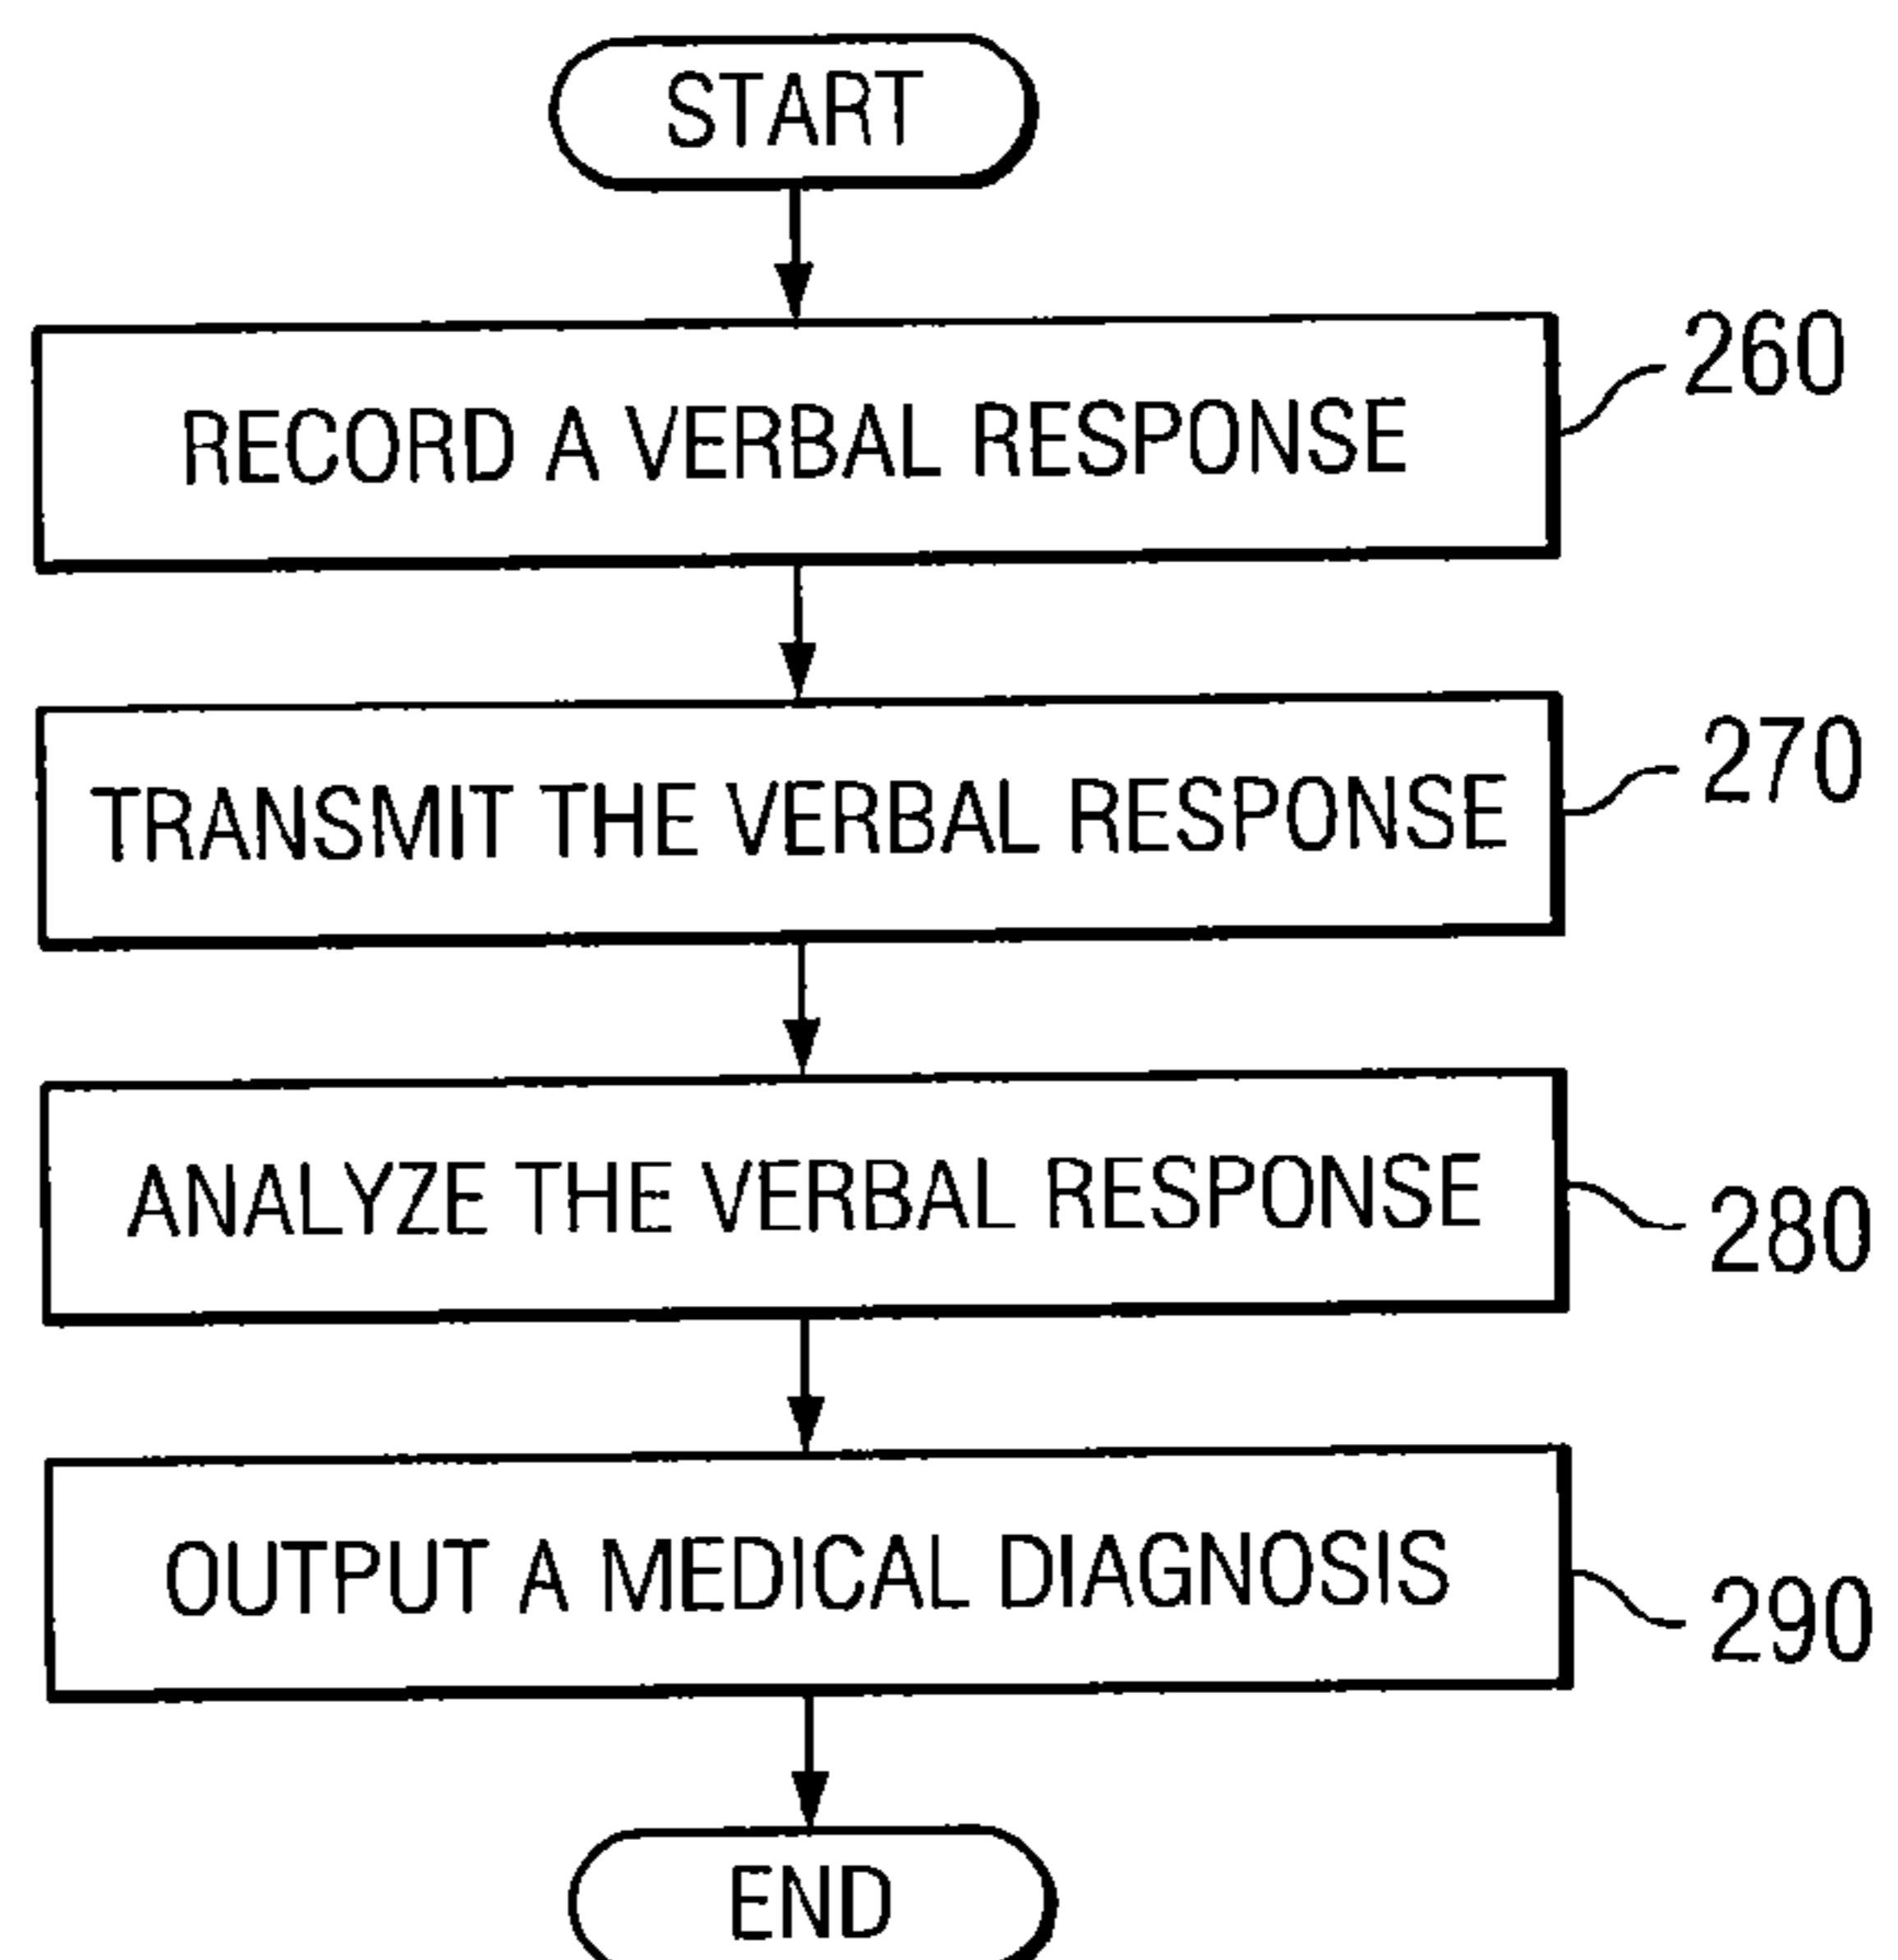 START
RECORD A VERBAL RESPONSE
260
TRANSMIT THE VERBAL RESPONSE
270
ANALYZE THE VERBAL RESPONSE
280
OUTPUT A MEDICAL DIAGNOSIS
290
END